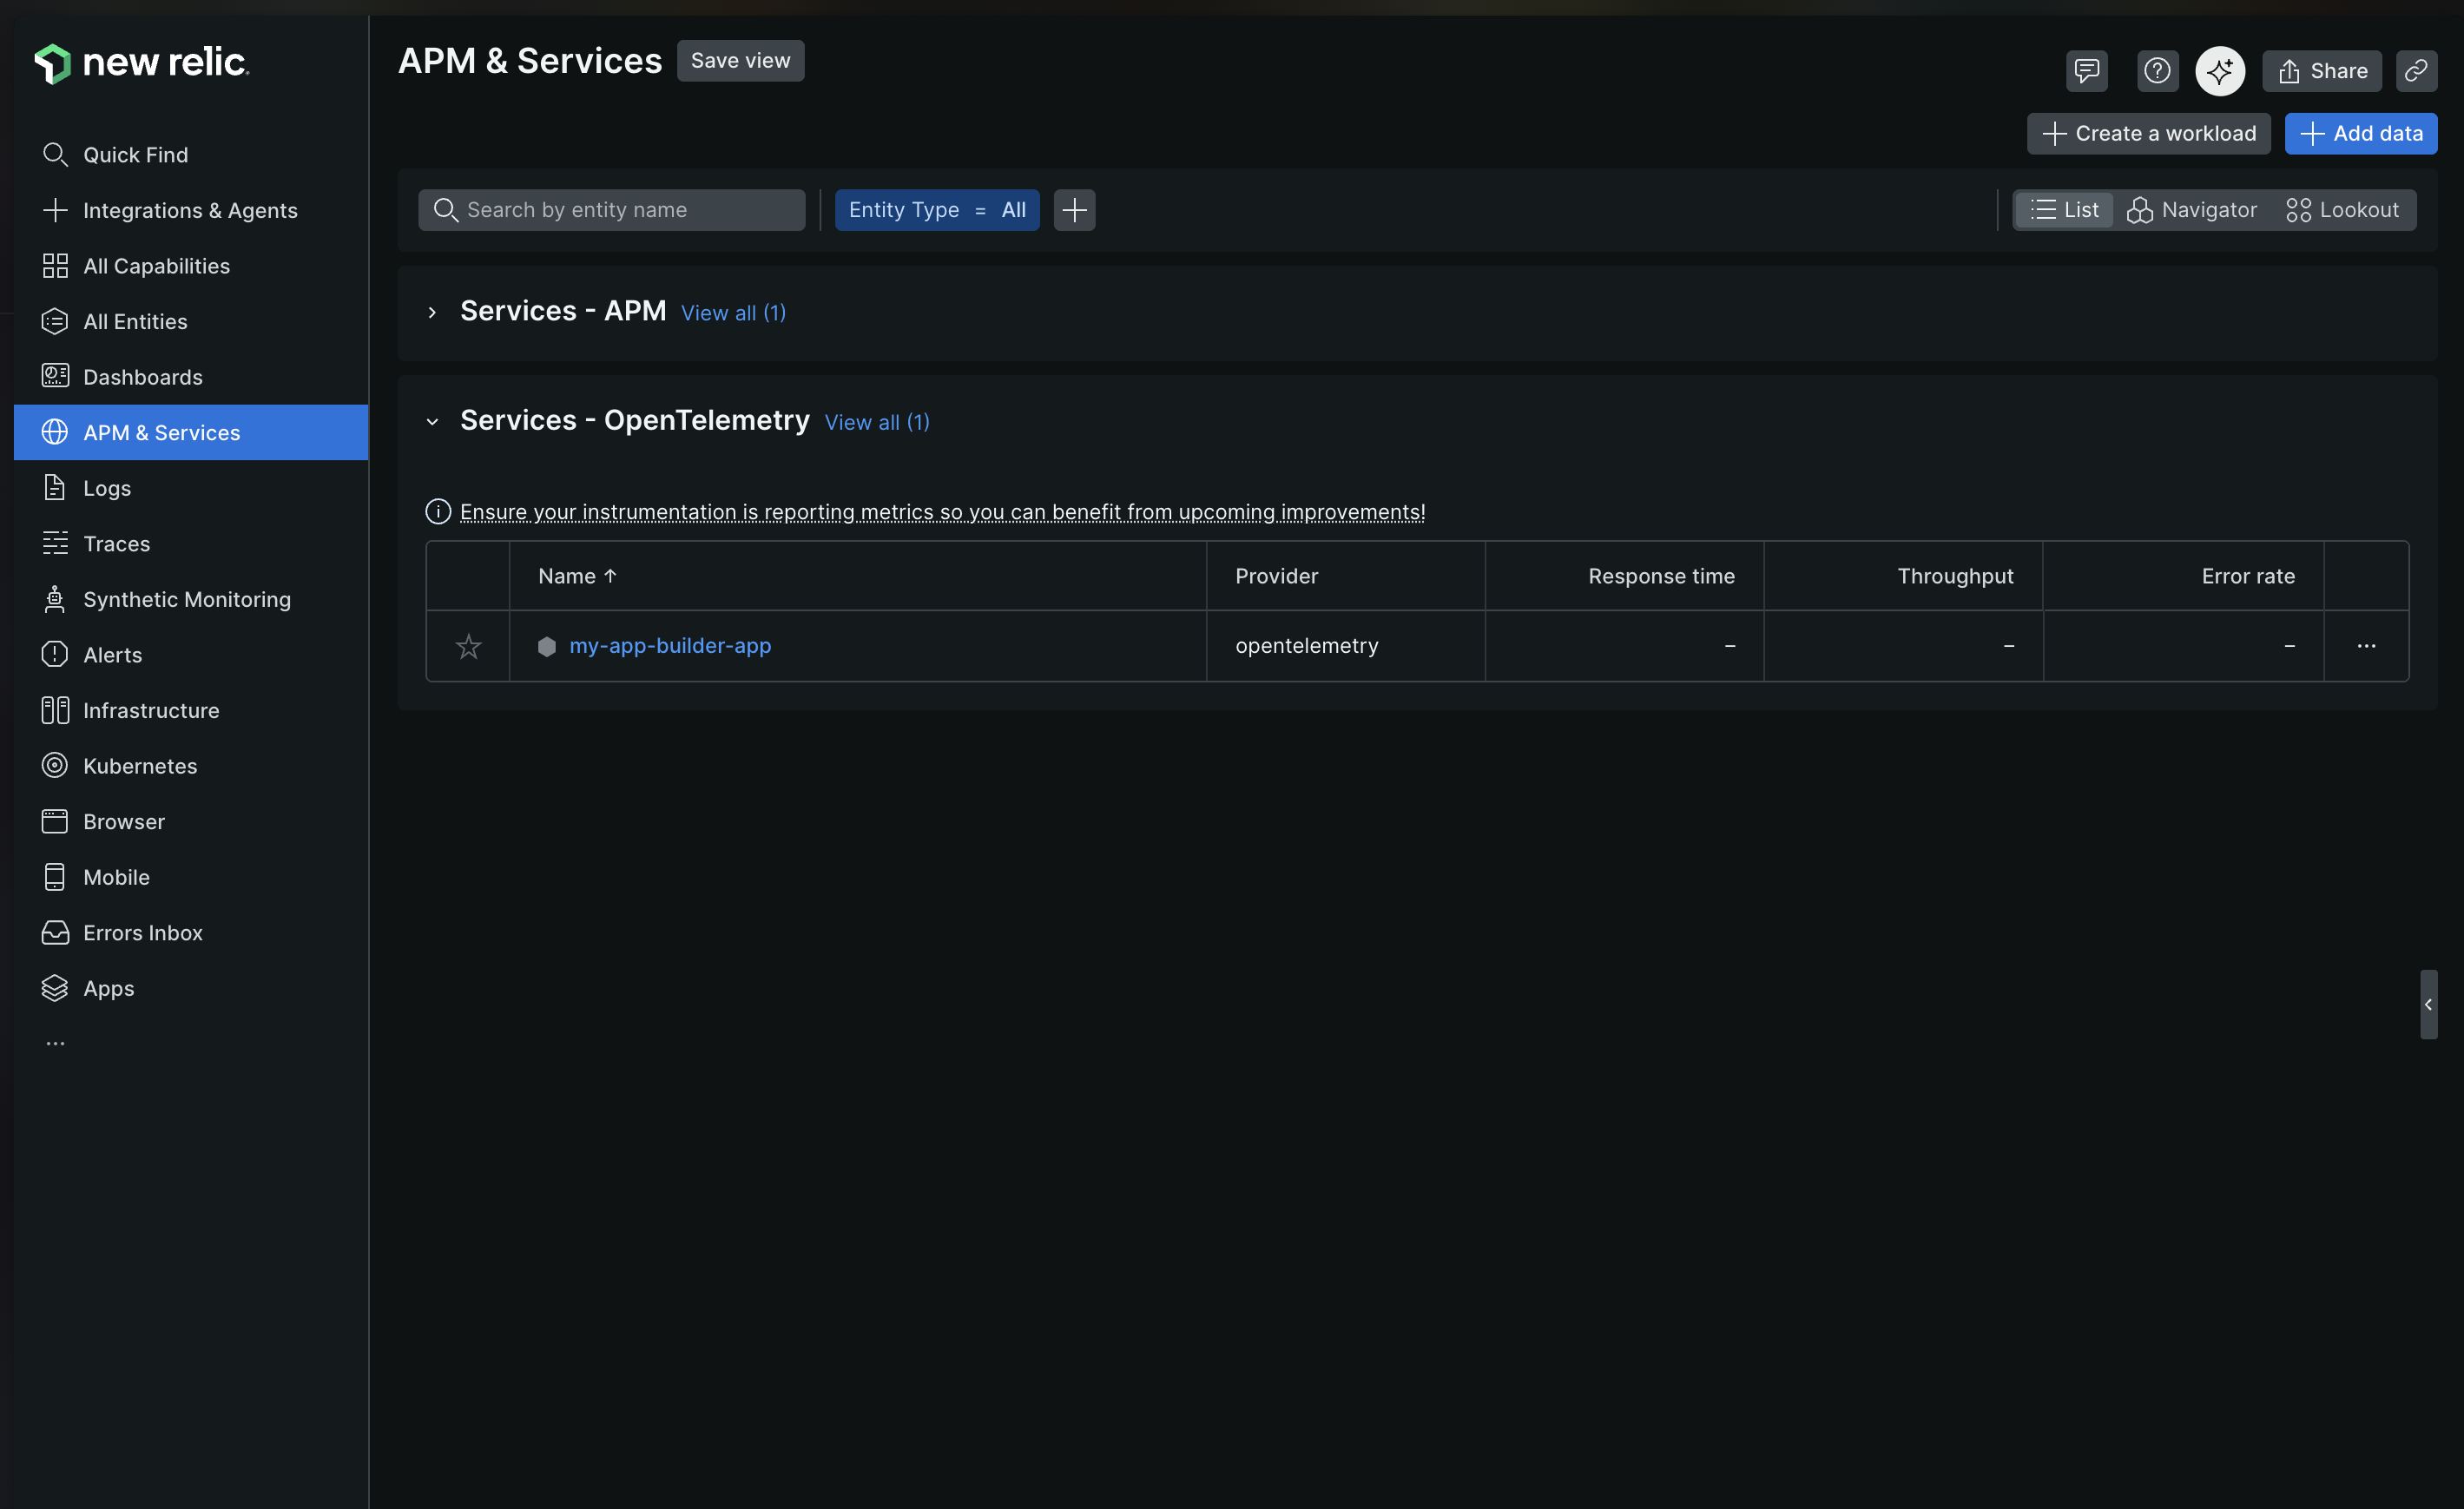 new relic.
Quick Find
Integrations & Agents
All Capabilities
All Entities
Dashboards
APM & Services
Logs
Traces
Synthetic Monitoring
Alerts
Infrastructure
Kubernetes
Browser
Mobile
Errors Inbox
Apps
...
APM & Services Save view
Share
Create a workload Add data
Search by entity name Entity Type = All List Navigator Lookout
Services - APM View all (1)
Services - OpenTelemetry View all (1)
Ensure your instrumentation is reporting metrics so you can benefit from upcoming improvements!
Name ↑ Provider Response time Throughput Error rate
my-app-builder-app opentelemetry – – – ...